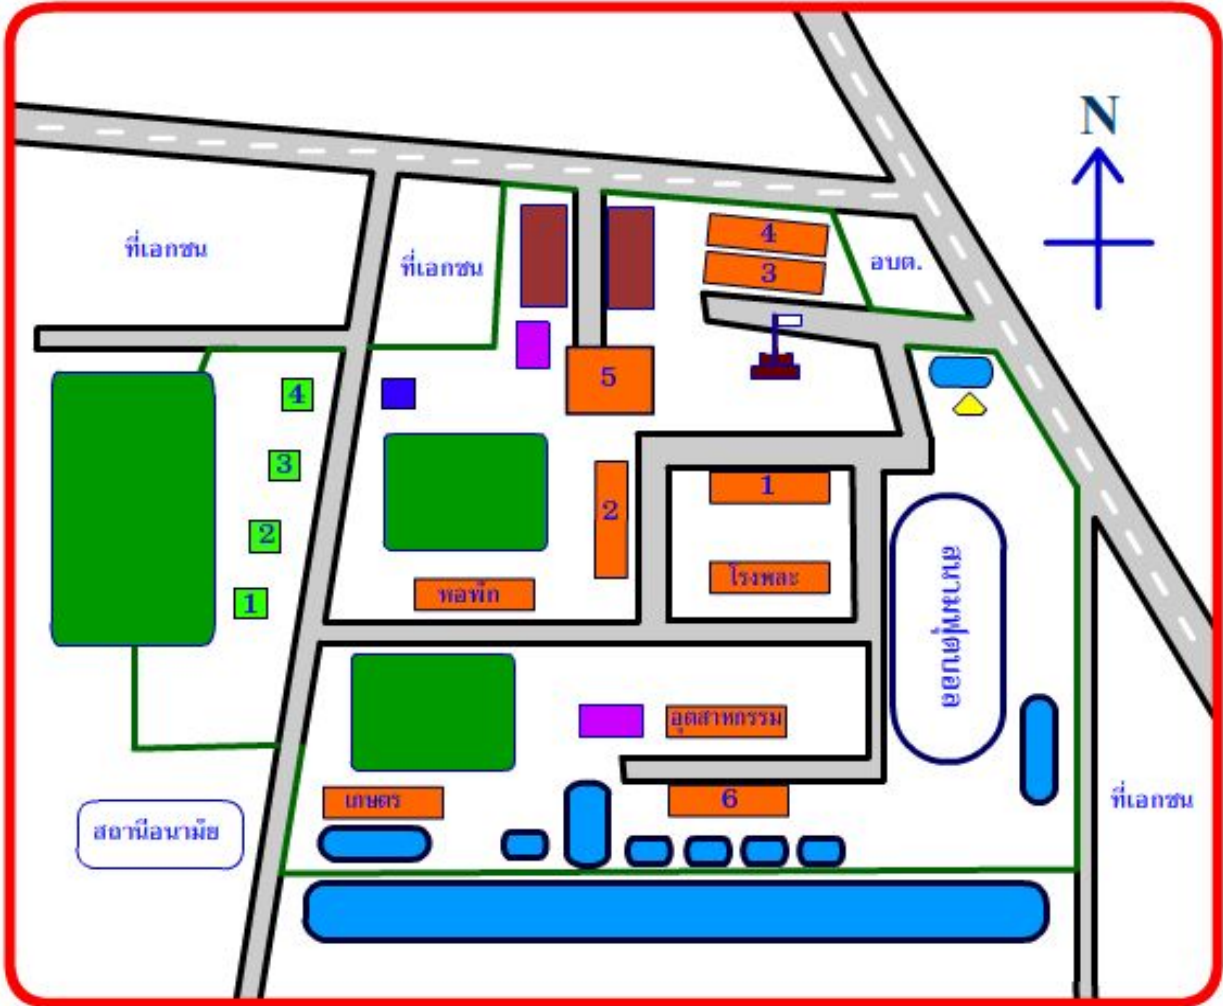 N
ที่เอกชน
ที่เอกชน
4
3
อบต.
5
4
3
2
1
2
1
โรงพละ
หอพัก
สนามฟุตบอล
อุตสาหกรรม
เกษตร
6
ที่เอกชน
สถานีอนามัย